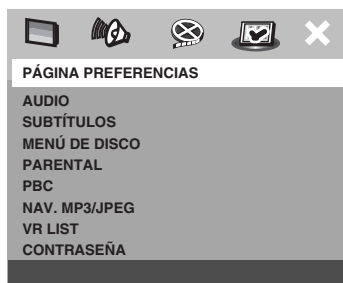 PÁGINA PREFERENCIAS
AUDIO
SUBTÍTULOS
MENÚ DE DISCO
PARENTAL
PBC
NAV. MP3/JPEG
VR LIST
CONTRASEÑA